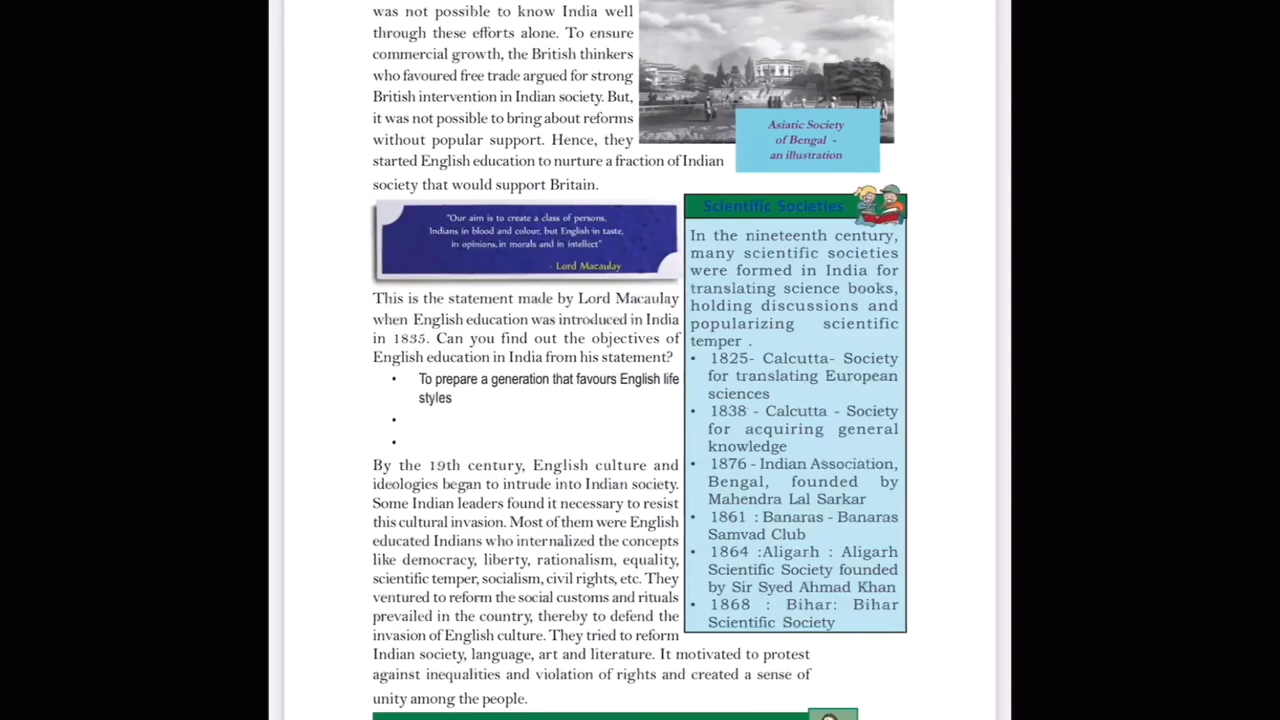 was not possible to know India well
through these efforts alone. To ensure
commercial growth, the British thinkers
who favoured free trade argued for strong
British intervention in Indian society. But,
it was not possible to bring about reforms
without popular support. Hence, they
started English education to nurture a fraction of Indian
society that would support Britain.
Asiatic Society
of Bengal -
an illustration
"Our aim is to create a class of persons,
Indians in blood and colour, but English in taste,
in opinions, in morals and in intellect"
- Lord Macaulay
This is the statement made by Lord Macaulay
when English education was introduced in India
in 1835. Can you find out the objectives of
English education in India from his statement?
• To prepare a generation that favours English life
styles
•
•
By the 19th century, English culture and
ideologies began to intrude into Indian society.
Some Indian leaders found it necessary to resist
this cultural invasion. Most of them were English
educated Indians who internalized the concepts
like democracy, liberty, rationalism, equality,
scientific temper, socialism, civil rights, etc. They
ventured to reform the social customs and rituals
prevailed in the country, thereby to defend the
invasion of English culture. They tried to reform
Indian society, language, art and literature. It motivated to protest
against inequalities and violation of rights and created a sense of
unity among the people.
Scientific Societies
In the nineteenth century,
many scientific societies
were formed in India for
translating science books,
holding discussions and
popularizing scientific
temper .
• 1825- Calcutta- Society
for translating European
sciences
• 1838 - Calcutta - Society
for acquiring general
knowledge
• 1876 - Indian Association,
Bengal, founded by
Mahendra Lal Sarkar
• 1861 : Banaras - Banaras
Samvad Club
• 1864 :Aligarh : Aligarh
Scientific Society founded
by Sir Syed Ahmad Khan
• 1868 : Bihar: Bihar
Scientific Society